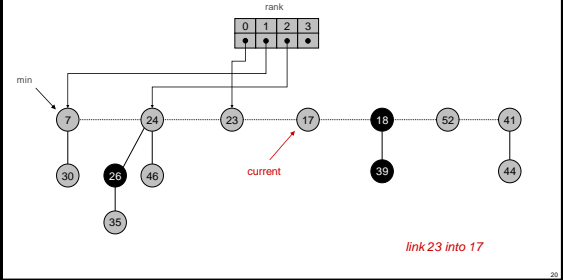 rank
0 1 2 3
min
7 24 23 17 18 52 41
30 26 46 39 44
current
35
link 23 into 17
20